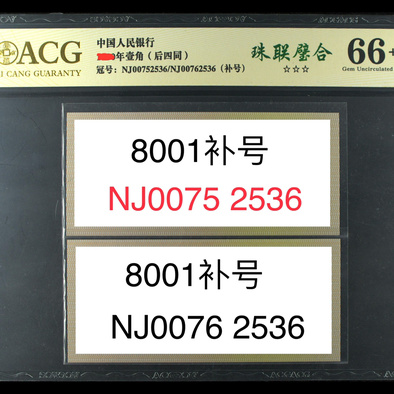 ACG
I CANG GUARANTY
中国人民银行
年壹角（后四同）
冠号：NJ00752536/NJ00762536（补号）
珠联璧合
☆☆☆
66+
Gem Uncirculated
8001补号
NJ0075 2536
8001补号
NJ0076 2536